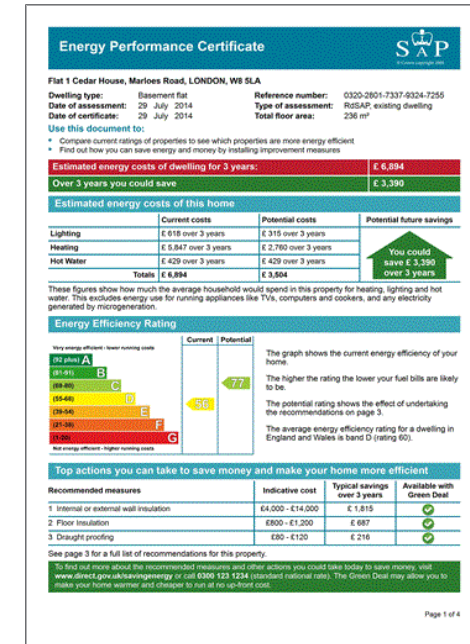 Energy Performance Certificate
SAP
Flat 1 Cedar House, Marloes Road, LONDON, W8 5LA
Dwelling type: Basement flat
Reference number: 0320-2801-7337-9324-7255
Date of assessment: 29 July 2014
Type of assessment: RdSAP, existing dwelling
Date of certificate: 29 July 2014
Total floor area: 236 m²
Use this document to:
• Compare current ratings of properties to see which properties are more energy efficient
• Find out how you can save energy and money by installing improvement measures
Estimated energy costs of dwelling for 3 years: £ 6,894
Over 3 years you could save £ 3,390
Estimated energy costs of this home
Current costs Potential costs Potential future savings
Lighting £ 618 over 3 years £ 315 over 3 years
Heating £ 5,847 over 3 years £ 2,760 over 3 years
Hot Water £ 429 over 3 years £ 429 over 3 years
Totals £ 6,894 £ 3,504
You could
save £ 3,390
over 3 years
These figures show how much the average household would spend in this property for heating, lighting and hot
water. This excludes energy use for running appliances like TVs, computers and cookers, and any electricity
generated by microgeneration.
Energy Efficiency Rating
Current Potential
Very energy efficient - lower running costs
(92 plus) A
(81-91) B
(69-80) C
(55-68) D
(39-54) E
(21-38) F
(1-20) G
Not energy efficient - higher running costs
77
The graph shows the current energy efficiency of your
home.
The higher the rating the lower your fuel bills are likely
to be.
The potential rating shows the effect of undertaking
the recommendations on page 3.
The average energy efficiency rating for a dwelling in
England and Wales is band D (rating 60).
Top actions you can take to save money and make your home more efficient
Recommended measures Indicative cost Typical savings over 3 years Available with Green Deal
1 Internal or external wall insulation £4,000 - £14,000 £ 1,815
2 Floor Insulation £800 - £1,200 £ 687
3 Draught proofing £80 - £120 £ 216
See page 3 for a full list of recommendations for this property.
To find out more about the recommended measures and other actions you could take today to save money, visit
www.direct.gov.uk/savingenergy or call 0300 123 1234 (standard national rate). The Green Deal may allow you to
make your home warmer and cheaper to run at no up-front cost.
Page 1 of 4